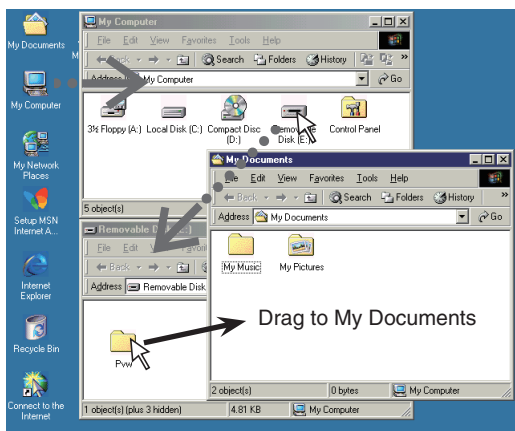 My Documents
My Computer
My Network
Places
Setup MSN
Internet A...
Internet
Explorer
Recycle Bin
Connect to the
Internet
M
My Computer
File Edit View Favorites Tools Help
Back Search Folders History »
Address My Computer Go
3½ Floppy (A:) Local Disk (C:) Compact Disc Removable Control Panel
(D:) Disk (E:)
5 object(s)
Removable Disk (E:)
File Edit View Favorites
Back
Address Removable Disk
Pvw
1 object(s) (plus 3 hidden) 4.81 KB My Computer
My Documents
File Edit View Favorites Tools Help
Back Search Folders History »
Address My Documents Go
My Music My Pictures
Drag to My Documents
2 object(s) 0 bytes My Computer